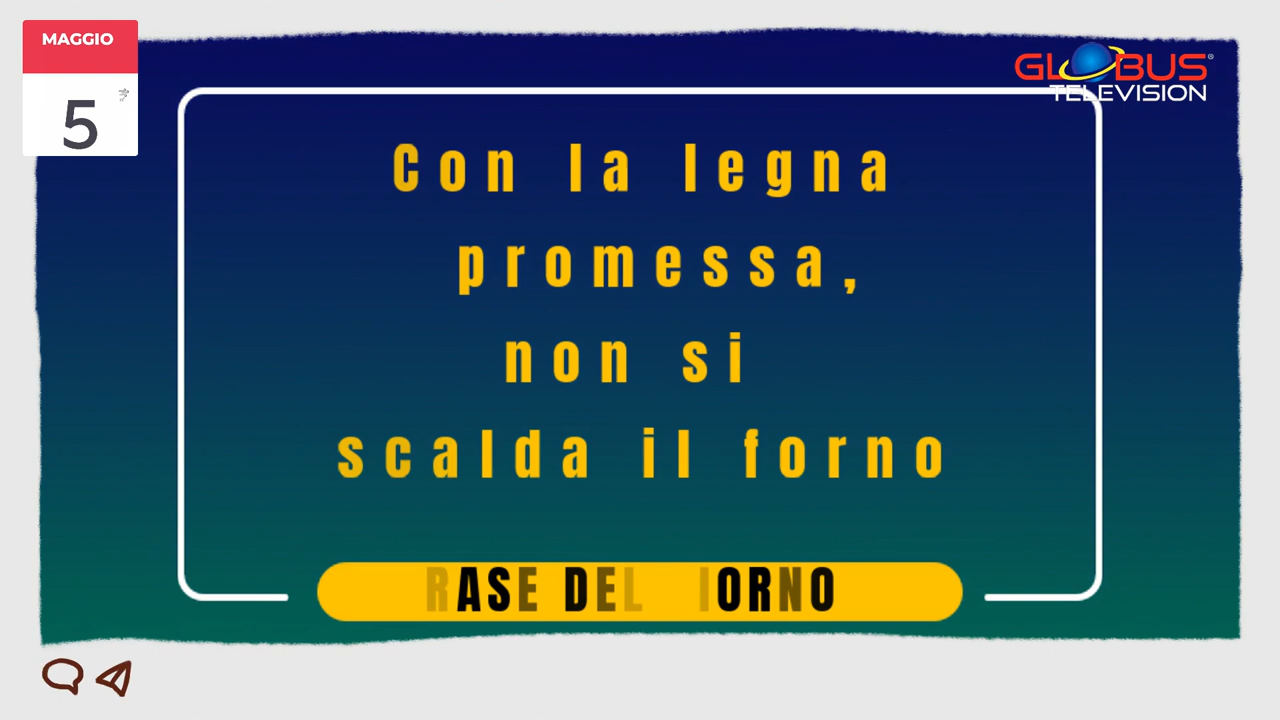 MAGGIO
5
GLOBUS
TELEVISION
Con la legna
promessa,
non si
scalda il forno
RASE DEL IORNO